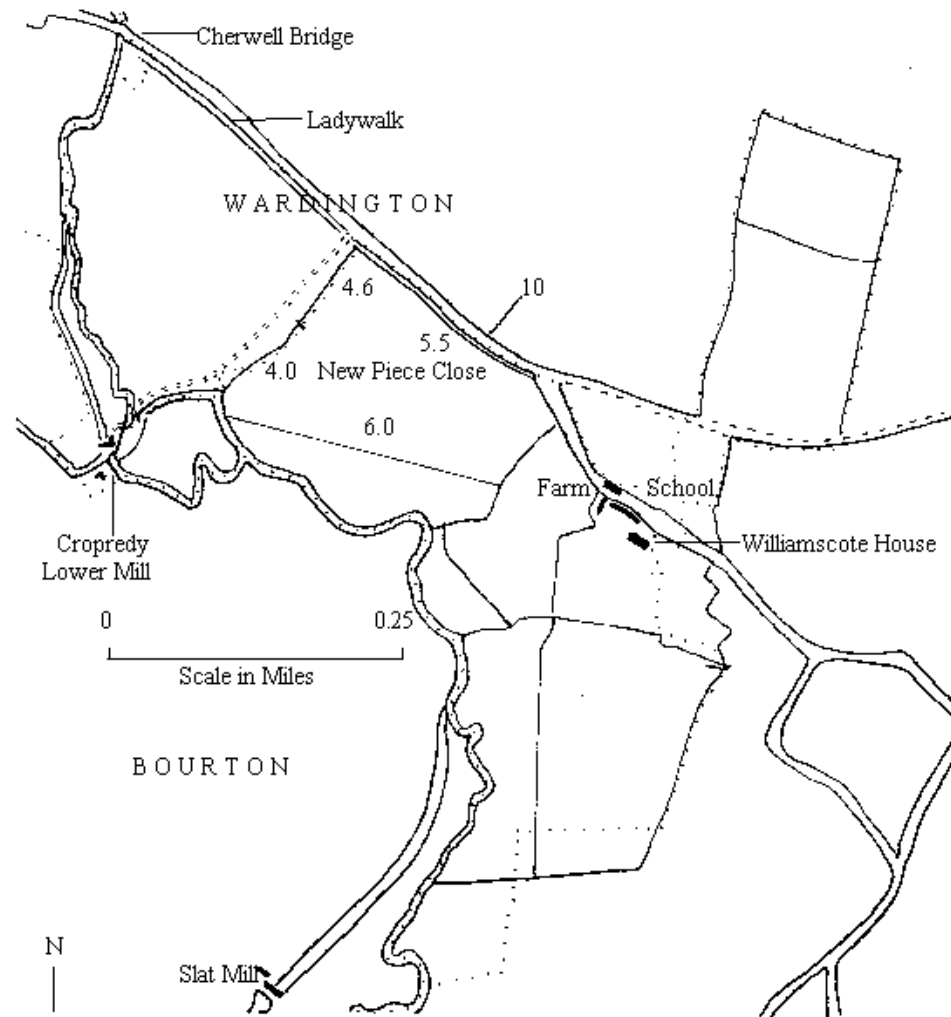 Cherwell Bridge
Ladywalk
WARDINGTON
4.6
10
5.5
4.0 New Piece Close
6.0
Farm School
Cropredy
Lower Mill
Williamscote House
0 0.25
Scale in Miles
BOURTON
N
Slat Mill